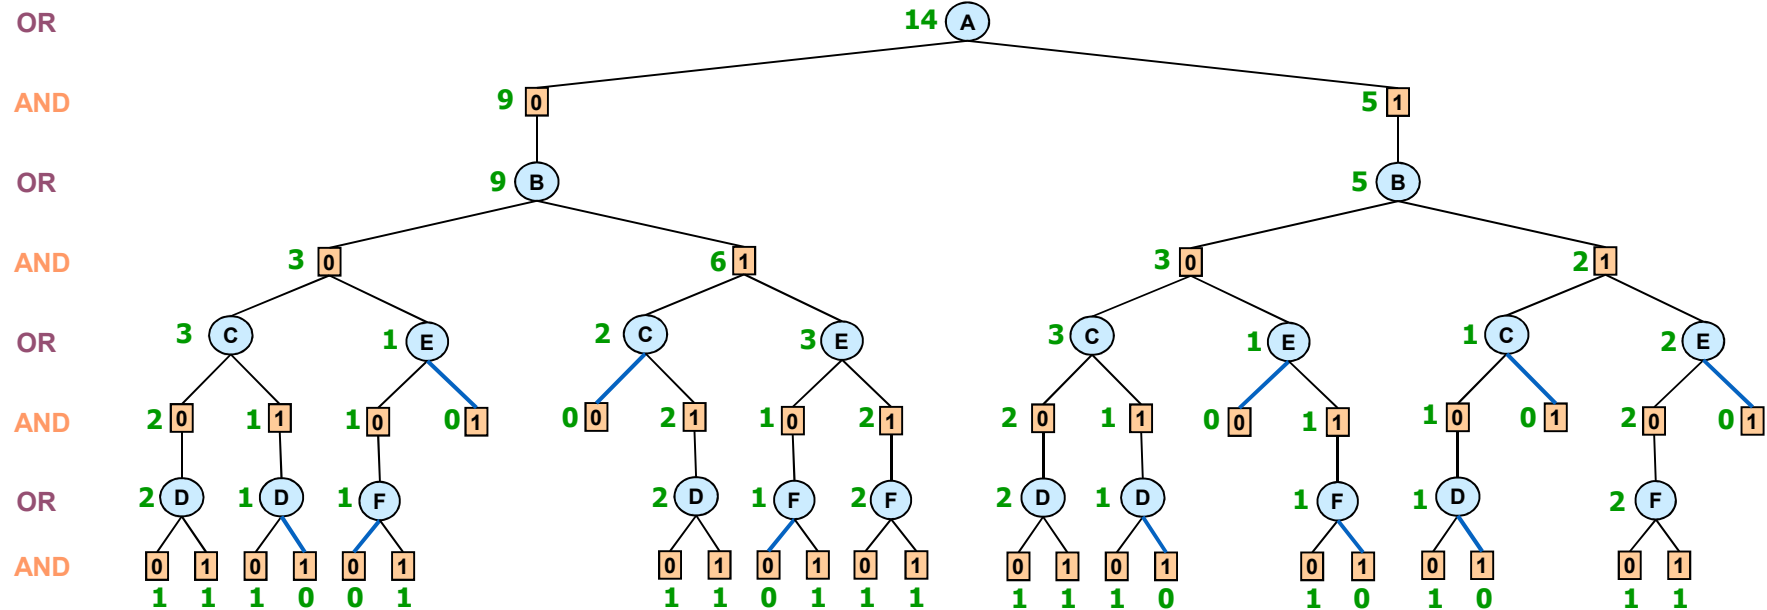 OR 14 A
AND 9 0 5 1
OR 9 B 5 B
AND 3 0 6 1 3 0 2 1
OR 3 C 1 E 2 C 3 E 3 C 1 E 1 C 2 E
AND 2 0 1 1 1 0 0 1 0 0 2 1 1 0 2 1 2 0 1 1 0 0 1 1 1 0 0 1 2 0 0 1
OR 2 D 1 D 1 F 2 D 1 F 2 F 2 D 1 D 1 F 1 D 2 F
AND 0 1 0 1 0 1 0 1 0 1 0 1 0 1 0 1 0 1 0 1 0 1
1 1 1 0 0 1 1 1 0 1 1 1 1 1 1 0 1 0 1 0 1 1